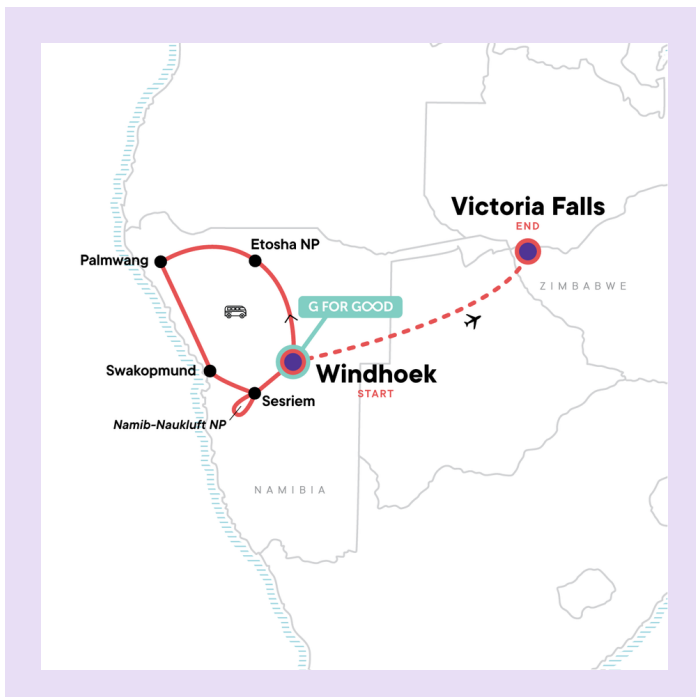 Victoria Falls
END
Etosha NP
Palmwang
ZIMBABWE
G FOR GOOD
Windhoek
START
Swakopmund
Sesriem
Namib-Naukluft NP
NAMIBIA